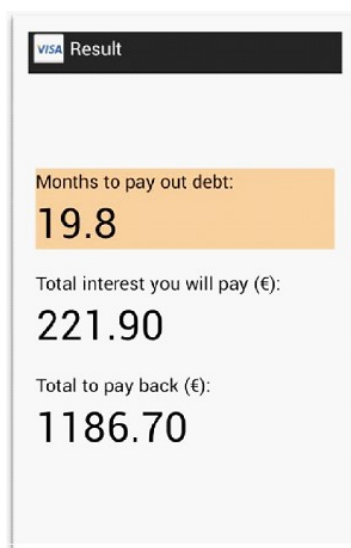 VISA Result
Months to pay out debt:
19.8
Total interest you will pay (€):
221.90
Total to pay back (€):
1186.70